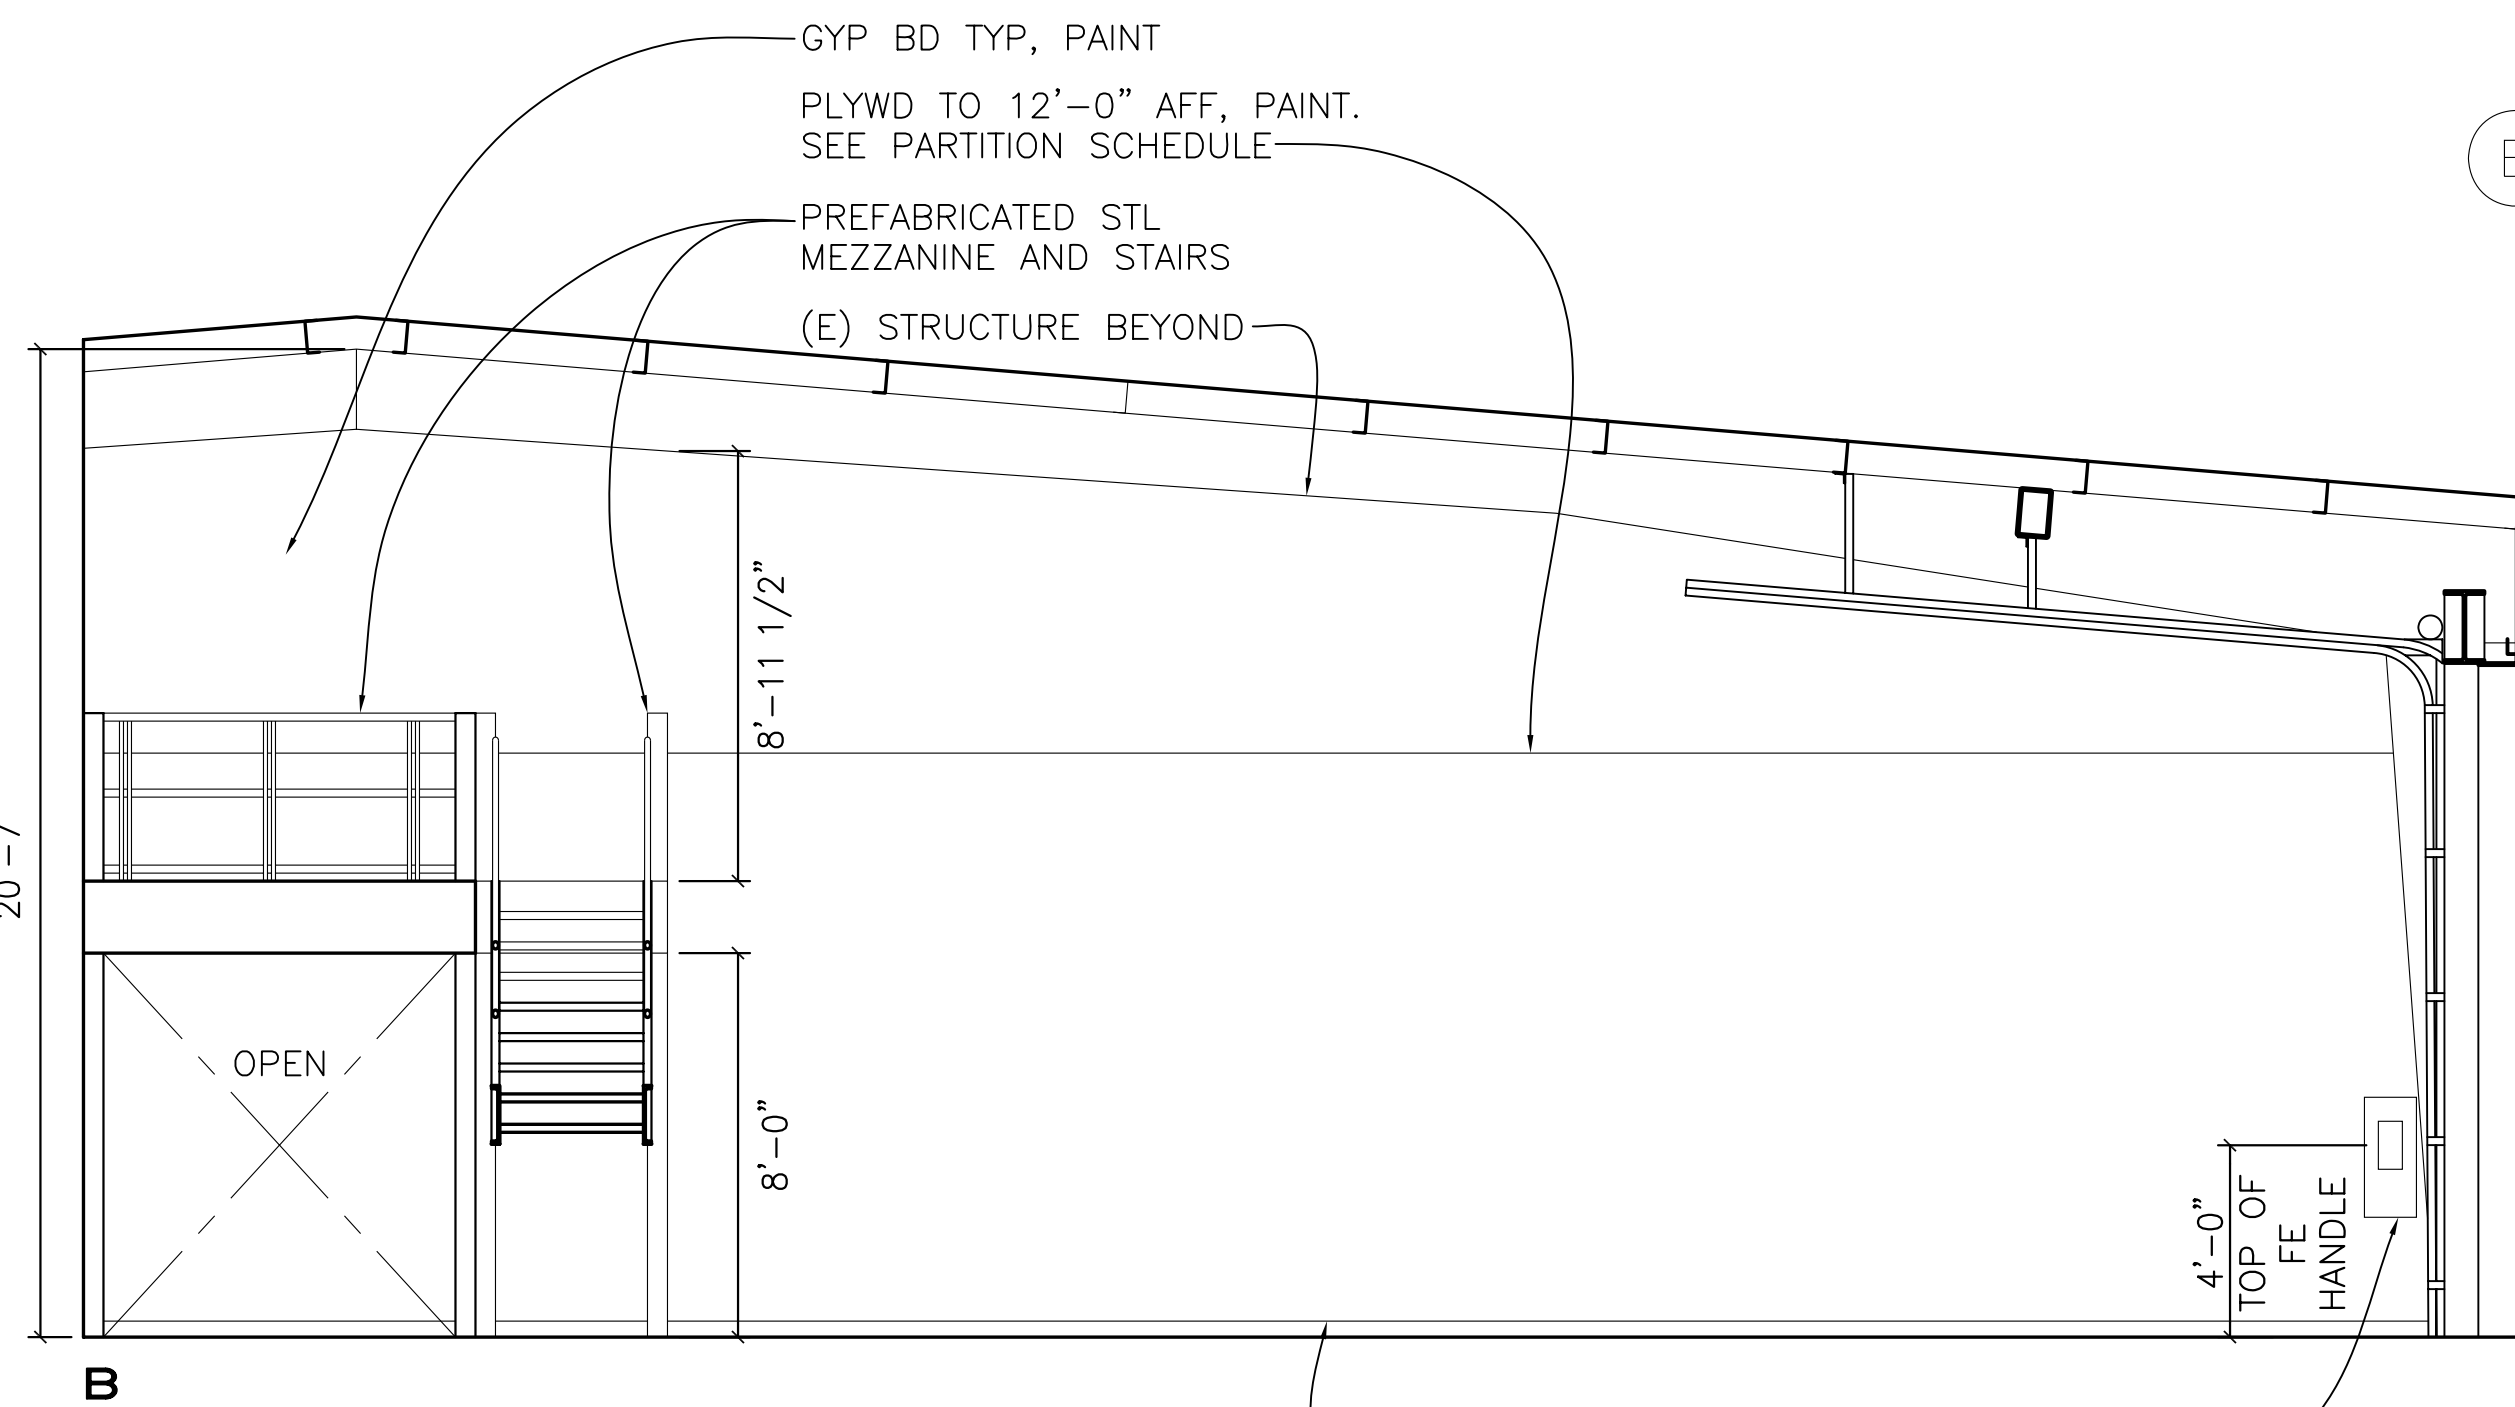 GYP BD TYP, PAINT
PLYWD TO 12'-0" AFF, PAINT.
SEE PARTITION SCHEDULE
PREFABRICATED STL
MEZZANINE AND STAIRS
(E) STRUCTURE BEYOND
8'-11 1/2"
OPEN
8'-0"
4'-0"
TOP OF
FE
HANDLE
B